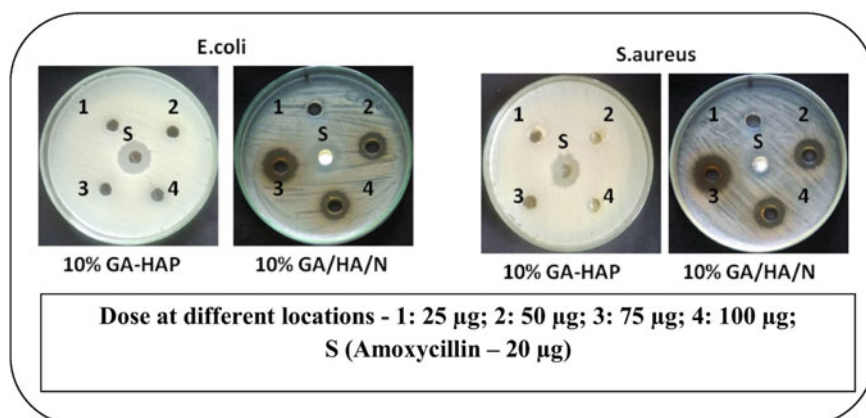 E.coli
S.aureus
1 2
S
3 4
1 2
S
3 4
1 2
S
3 4
1 2
S
3 4
10% GA-HAP
10% GA/HA/N
10% GA-HAP
10% GA/HA/N
Dose at different locations - 1: 25 µg; 2: 50 µg; 3: 75 µg; 4: 100 µg;
S (Amoxycillin – 20 µg)